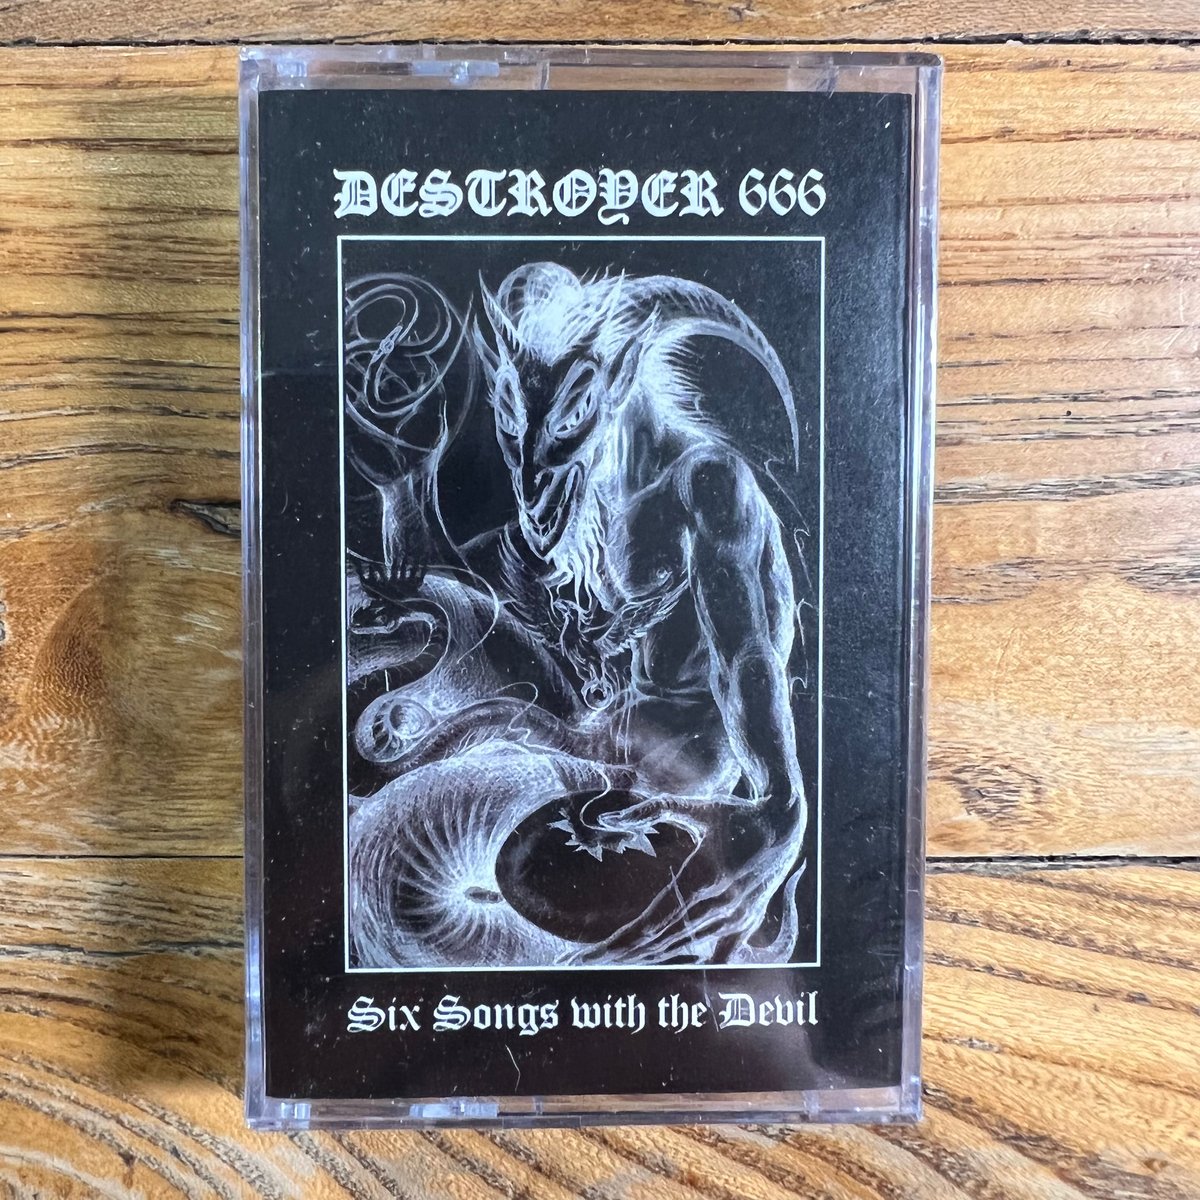 DESTROYER 666
Six Songs with the Devil